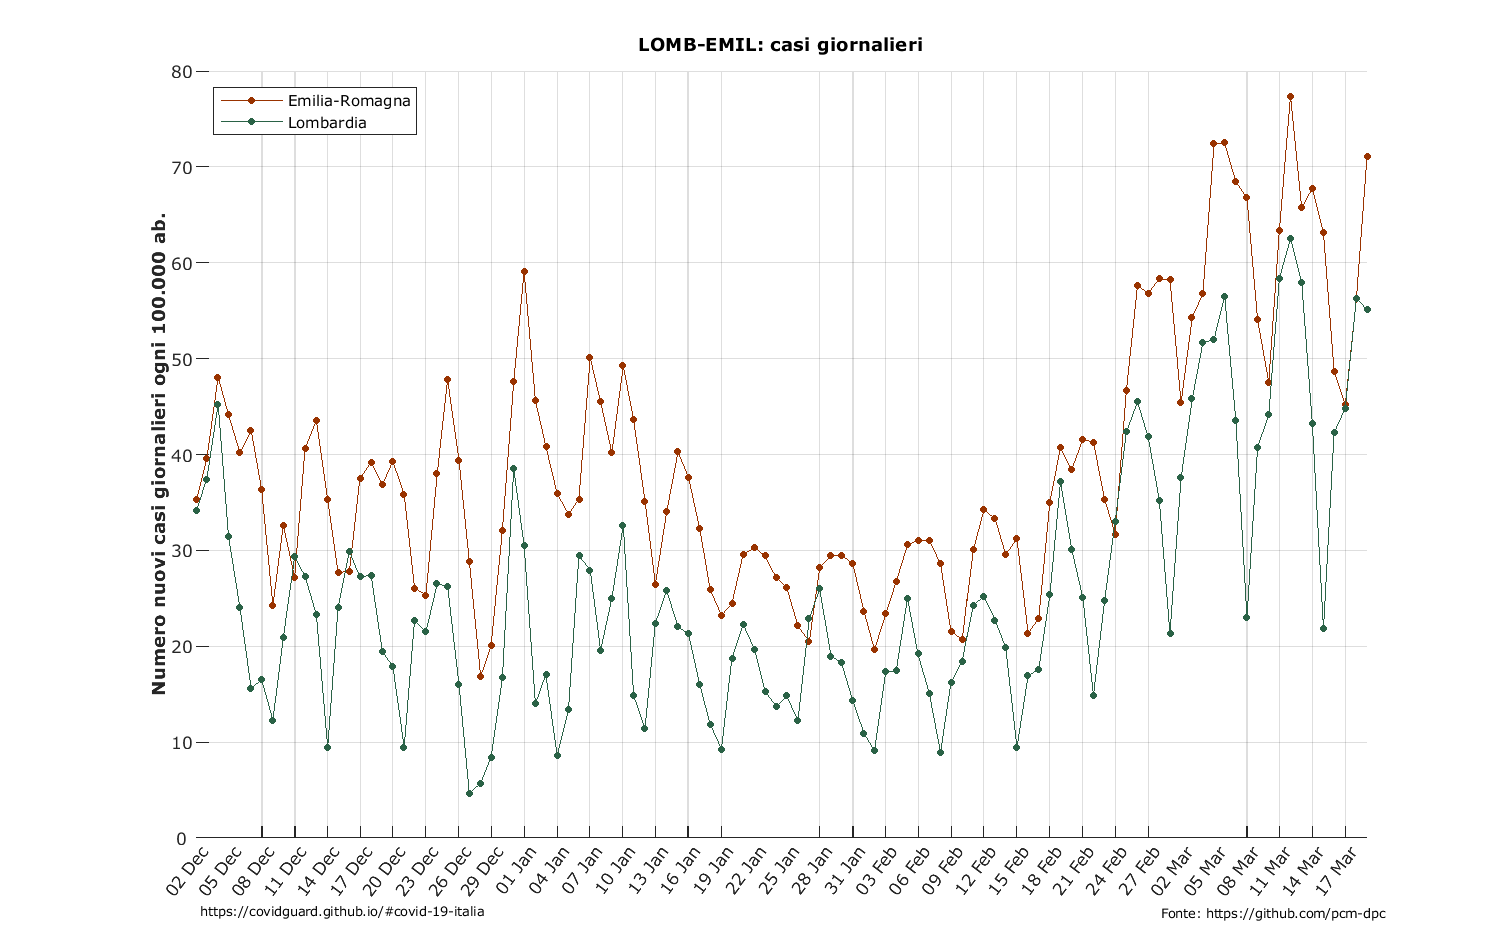 LOMB-EMIL: casi giornalieri
Emilia-Romagna
Lombardia
Numero nuovi casi giornalieri ogni 100.000 ab.
80
70
60
50
40
30
20
10
0
02 Dec
05 Dec
08 Dec
11 Dec
14 Dec
17 Dec
20 Dec
23 Dec
26 Dec
29 Dec
01 Jan
04 Jan
07 Jan
10 Jan
13 Jan
16 Jan
19 Jan
22 Jan
25 Jan
28 Jan
31 Jan
03 Feb
06 Feb
09 Feb
12 Feb
15 Feb
18 Feb
21 Feb
24 Feb
27 Feb
02 Mar
05 Mar
08 Mar
11 Mar
14 Mar
17 Mar
https://covidguard.github.io/#covid-19-italia
Fonte: https://github.com/pcm-dpc